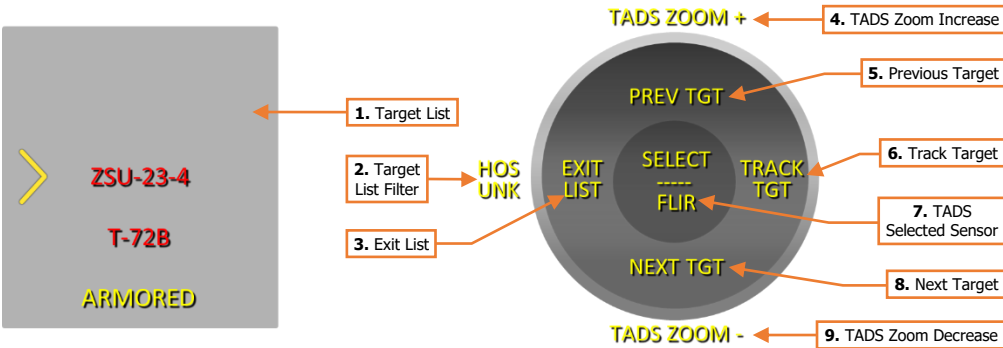 ZSU-23-4
T-72B
ARMORED
1. Target List
2. Target
List Filter
3. Exit List
HOS
UNK
TADS ZOOM +
PREV TGT
EXIT
LIST
SELECT
-----
FLIR
TRACK
TGT
NEXT TGT
TADS ZOOM -
4. TADS Zoom Increase
5. Previous Target
6. Track Target
7. TADS
Selected Sensor
8. Next Target
9. TADS Zoom Decrease